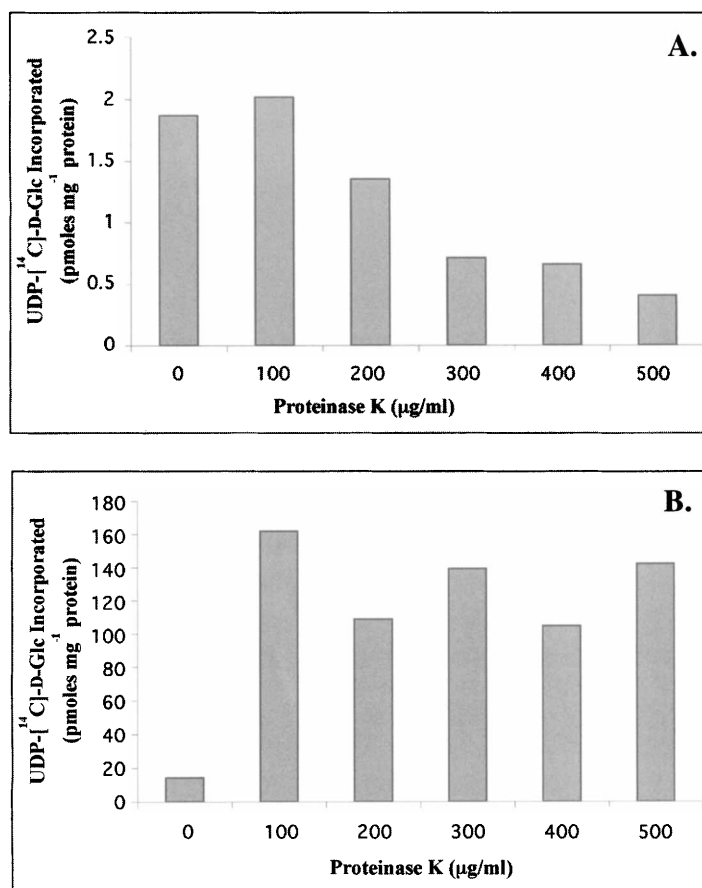 A.
2.5
2
1.5
1
0.5
0
UDP-[¹⁴C]-D-Glc Incorporated
(pmoles mg⁻¹ protein)
0 100 200 300 400 500
Proteinase K (µg/ml)
B.
180
160
140
120
100
80
60
40
20
0
UDP-[¹⁴C]-D-Glc Incorporated
(pmoles mg⁻¹ protein)
0 100 200 300 400 500
Proteinase K (µg/ml)